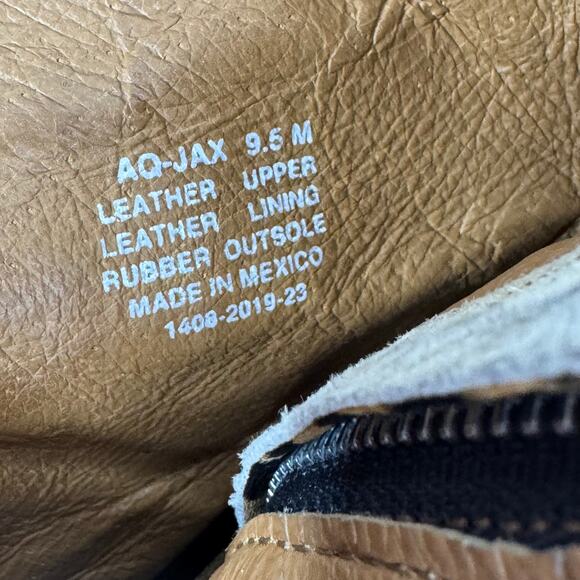 AQ-JAX 9.5 M
LEATHER UPPER
LEATHER LINING
RUBBER OUTSOLE
MADE IN MEXICO
1408-2019-23